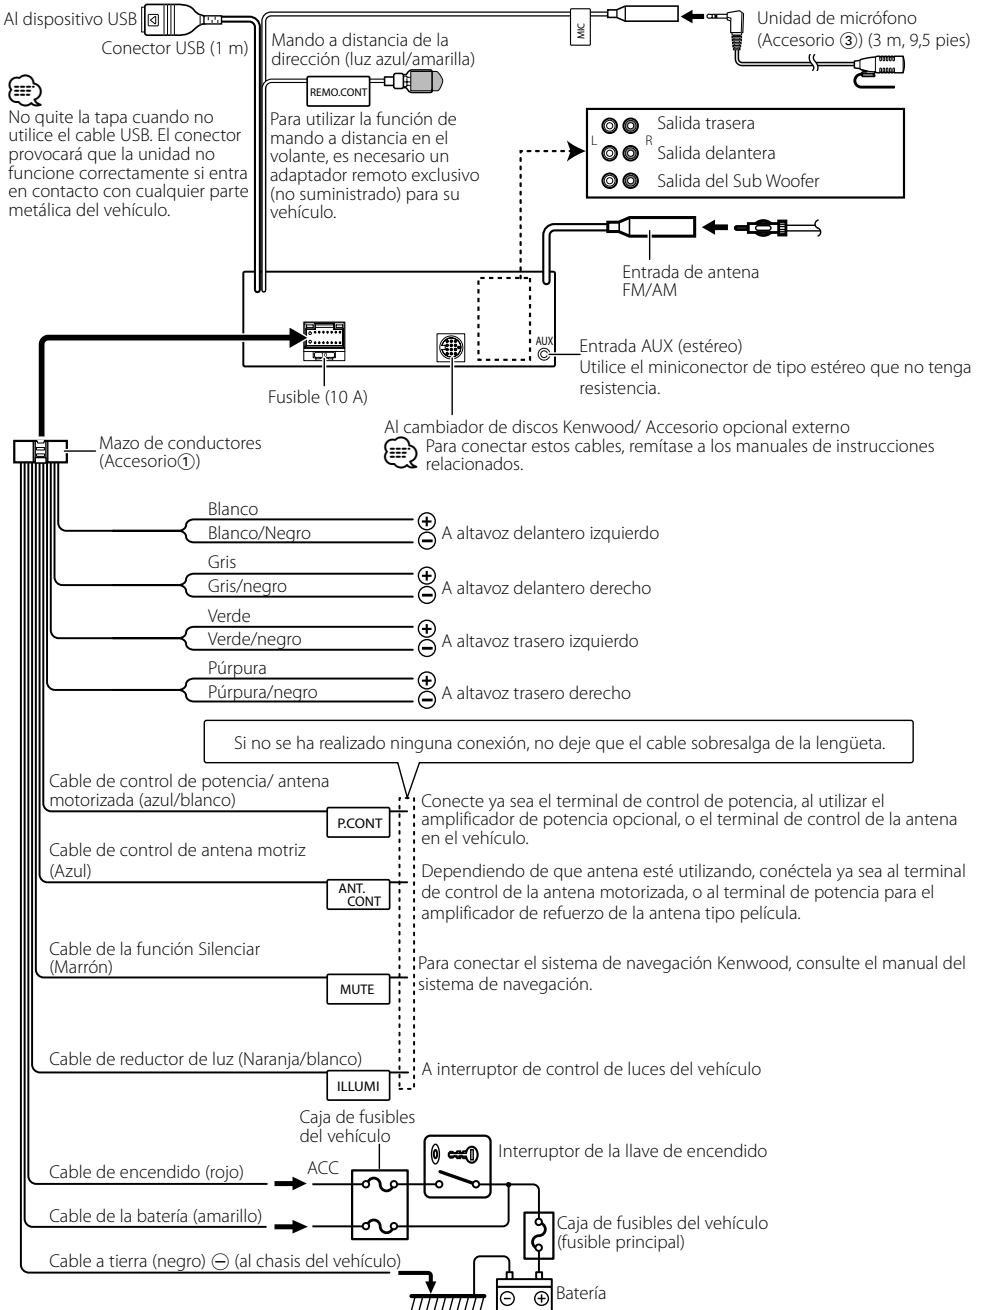 Al dispositivo USB
Conector USB (1 m)
No quite la tapa cuando no
utilice el cable USB. El conector
provocará que la unidad no
funcione correctamente si entra
en contacto con cualquier parte
metálica del vehículo.
Mando a distancia de la
dirección (luz azul/amarilla)
REMO.CONT
Para utilizar la función de
mando a distancia en el
volante, es necesario un
adaptador remoto exclusivo
(no suministrado) para su
vehículo.
MIC
Unidad de micrófono
(Accesorio ③) (3 m, 9,5 pies)
L
R
Salida trasera
Salida delantera
Salida del Sub Woofer
Entrada de antena
FM/AM
AUX
Entrada AUX (estéreo)
Utilice el miniconector de tipo estéreo que no tenga
resistencia.
Fusible (10 A)
Al cambiador de discos Kenwood/ Accesorio opcional externo
Para conectar estos cables, remítase a los manuales de instrucciones
relacionados.
Mazo de conductores
(Accesorio①)
Blanco
Blanco/Negro
⊕
⊖
A altavoz delantero izquierdo
Gris
Gris/negro
⊕
⊖
A altavoz delantero derecho
Verde
Verde/negro
⊕
⊖
A altavoz trasero izquierdo
Púrpura
Púrpura/negro
⊕
⊖
A altavoz trasero derecho
Si no se ha realizado ninguna conexión, no deje que el cable sobresalga de la lengüeta.
Cable de control de potencia/ antena
motorizada (azul/blanco)
P.CONT
Conecte ya sea el terminal de control de potencia, al utilizar el
amplificador de potencia opcional, o el terminal de control de la antena
en el vehículo.
Cable de control de antena motriz
(Azul)
ANT.
CONT
Dependiendo de que antena esté utilizando, conéctela ya sea al terminal
de control de la antena motorizada, o al terminal de potencia para el
amplificador de refuerzo de la antena tipo película.
Cable de la función Silenciar
(Marrón)
MUTE
Para conectar el sistema de navegación Kenwood, consulte el manual del
sistema de navegación.
Cable de reductor de luz (Naranja/blanco)
ILLUMI
A interruptor de control de luces del vehículo
Caja de fusibles
del vehículo
Interruptor de la llave de encendido
Cable de encendido (rojo)
ACC
Cable de la batería (amarillo)
Caja de fusibles del vehículo
(fusible principal)
Cable a tierra (negro) ⊖ (al chasis del vehículo)
⊖ ⊕
Batería